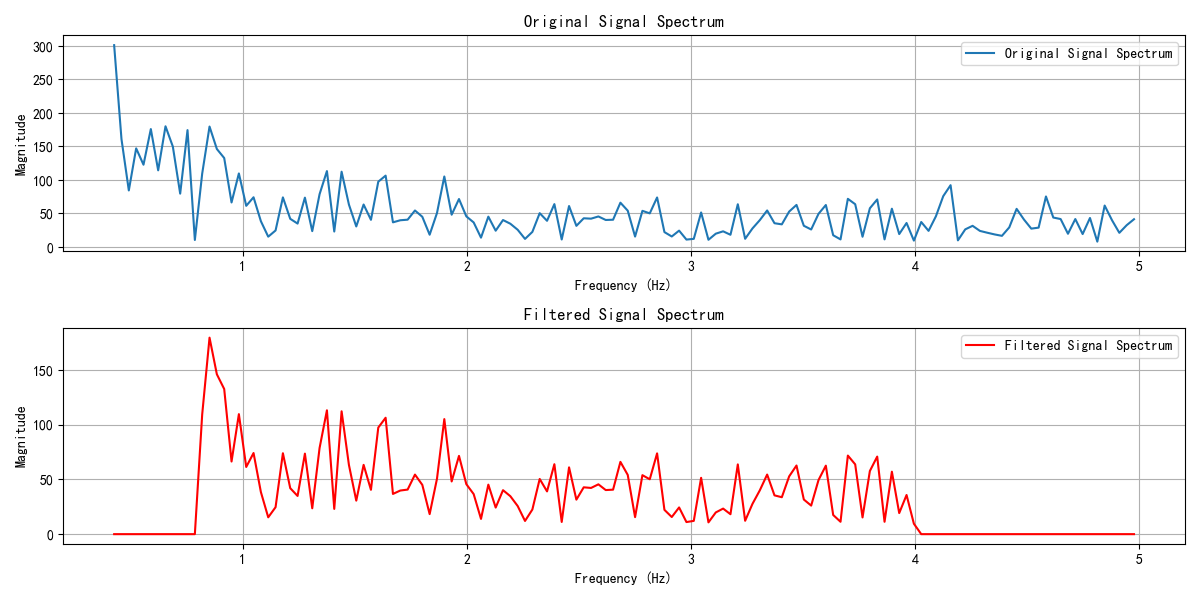 Original Signal Spectrum
Original Signal Spectrum
Magnitude
300
250
200
150
100
50
0
1 2 3 4 5
Frequency (Hz)
Filtered Signal Spectrum
Filtered Signal Spectrum
Magnitude
150
100
50
0
1 2 3 4 5
Frequency (Hz)